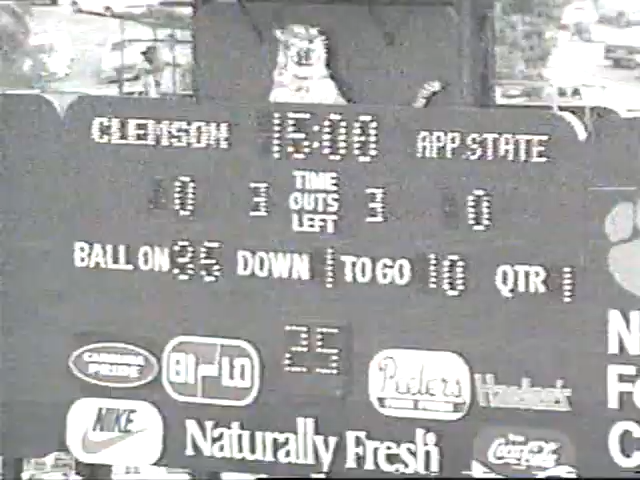 CLEMSON 15:00 APP.STATE
0 3 TIME OUTS LEFT 3 0
BALL ON 35 DOWN 1 TO GO 10 QTR 1
25
CAROLINA PRIDE BI-LO Peeler's
NIKE Naturally Fresh Coca-Cola
N
F
C